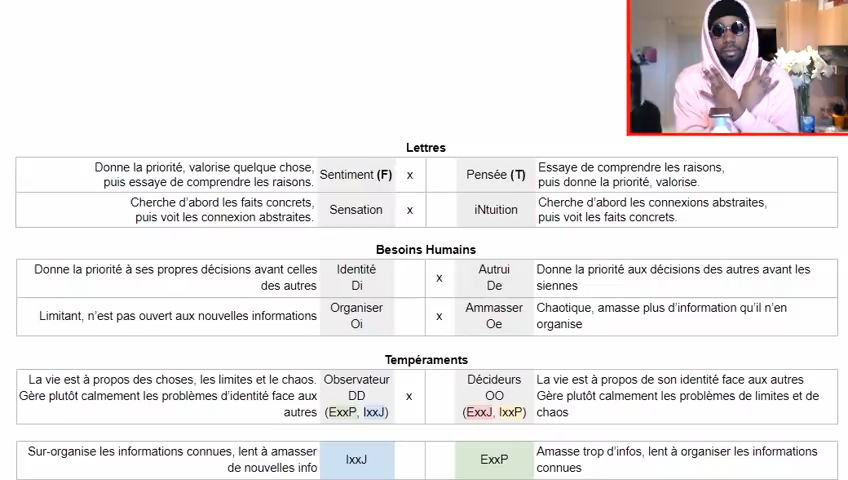 Lettres
Donne la priorité, valorise quelque chose,
puis essaye de comprendre les raisons.
Sentiment (F)
x
Pensée (T)
Essaye de comprendre les raisons,
puis donne la priorité, valorise.
Cherche d'abord les faits concrets,
puis voit les connexion abstraites.
Sensation
x
iNtuition
Cherche d'abord les connexions abstraites,
puis voit les faits concrets.
Besoins Humains
Donne la priorité à ses propres décisions avant celles
des autres
Identité
Di
x
Autrui
De
Donne la priorité aux décisions des autres avant les
siennes
Limitant, n'est pas ouvert aux nouvelles informations
Organiser
Oi
x
Ammasser
Oe
Chaotique, amasse plus d'information qu'il n'en
organise
Tempéraments
La vie est à propos des choses, les limites et le chaos.
Gère plutôt calmement les problèmes d'identité face aux
autres
Observateur
DD
(ExxP, IxxJ)
x
Décideurs
OO
(ExxJ, IxxP)
La vie est à propos de son identité face aux autres
Gère plutôt calmement les problèmes de limites et de
chaos
Sur-organise les informations connues, lent à amasser
de nouvelles info
IxxJ
ExxP
Amasse trop d'infos, lent à organiser les informations
connues